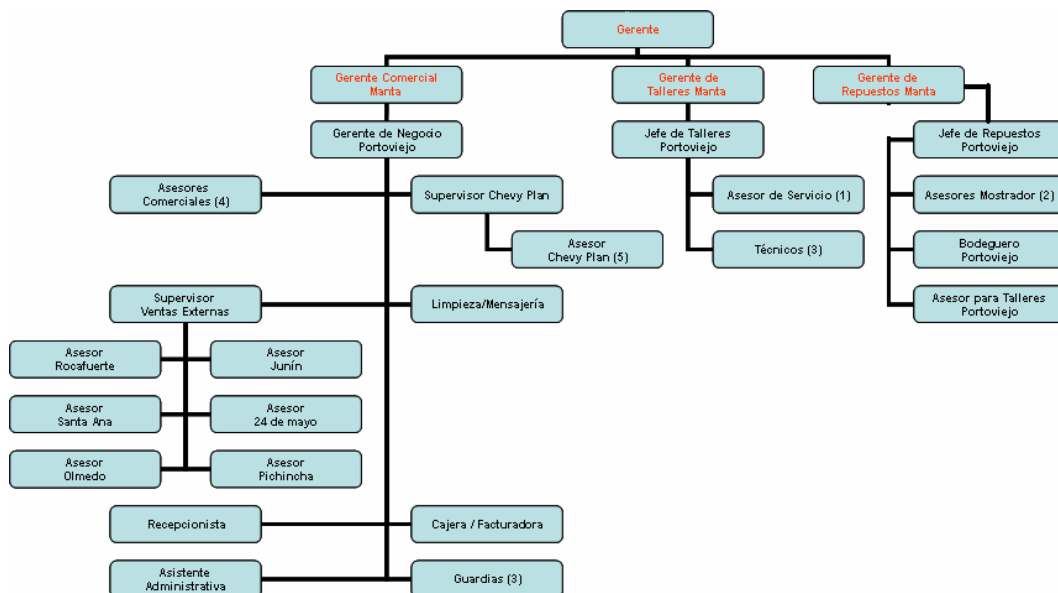 Gerente
Gerente Comercial
Manta
Gerente de
Talleres Manta
Gerente de
Repuestos Manta
Gerente de Negocio
Portoviejo
Jefe de Talleres
Portoviejo
Jefe de Repuestos
Portoviejo
Asesores
Comerciales (4)
Supervisor Chevy Plan
Asesor de Servicio (1)
Asesores Mostrador (2)
Asesor
Chevy Plan (5)
Técnicos (3)
Bodeguero
Portoviejo
Supervisor
Ventas Externas
Limpieza/Mensajería
Asesor para Talleres
Portoviejo
Asesor
Rocafuerte
Asesor
Junín
Asesor
Santa Ana
Asesor
24 de mayo
Asesor
Olmedo
Asesor
Pichincha
Recepcionista
Cajera / Facturadora
Asistente
Administrativa
Guardias (3)